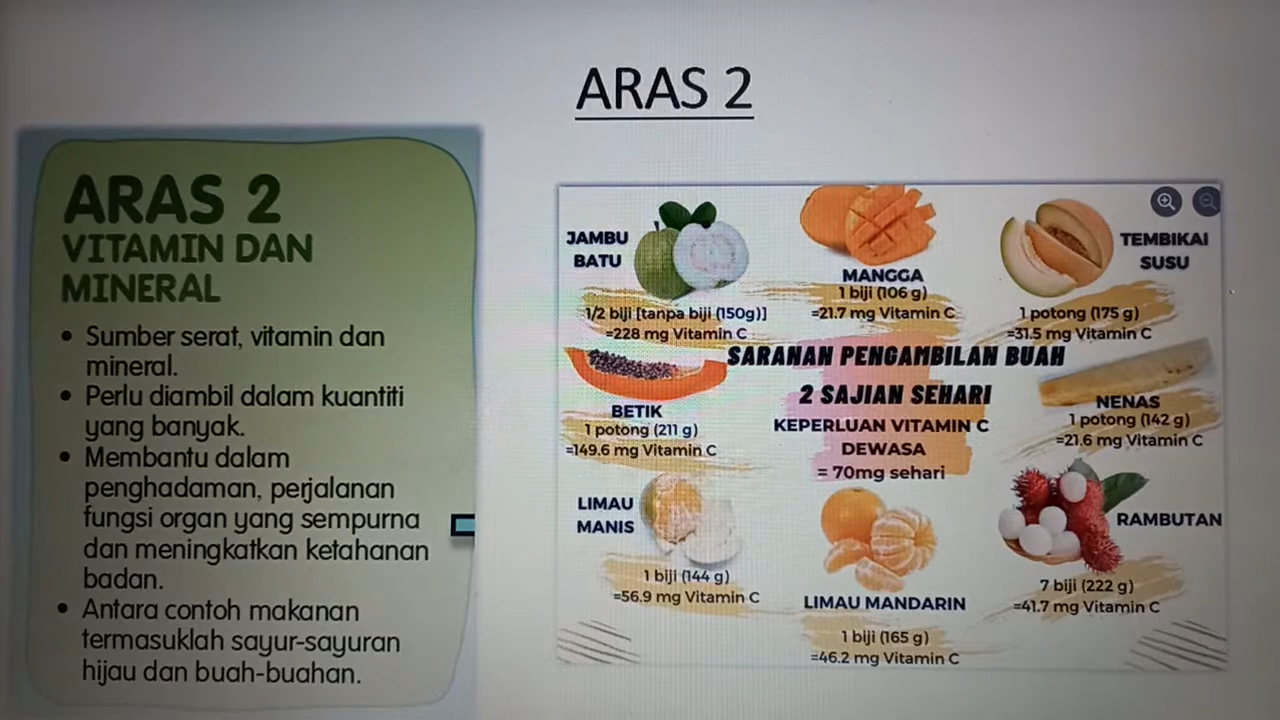 ARAS 2
ARAS 2
VITAMIN DAN
MINERAL
• Sumber serat, vitamin dan
mineral.
• Perlu diambil dalam kuantiti
yang banyak.
• Membantu dalam
penghadaman, perjalanan
fungsi organ yang sempurna
dan meningkatkan ketahanan
badan.
• Antara contoh makanan
termasuklah sayur-sayuran
hijau dan buah-buahan.
JAMBU
BATU
1/2 biji [tanpa biji (150g)]
=228 mg Vitamin C
MANGGA
1 biji (106 g)
=21.7 mg Vitamin C
TEMBIKAI
SUSU
1 potong (175 g)
=31.5 mg Vitamin C
SARANAN PENGAMBILAN BUAH
2 SAJIAN SEHARI
KEPERLUAN VITAMIN C
DEWASA
= 70mg sehari
BETIK
1 potong (211 g)
=149.6 mg Vitamin C
NENAS
1 potong (142 g)
=21.6 mg Vitamin C
LIMAU
MANIS
1 biji (144 g)
=56.9 mg Vitamin C
LIMAU MANDARIN
1 biji (165 g)
=46.2 mg Vitamin C
RAMBUTAN
7 biji (222 g)
=41.7 mg Vitamin C